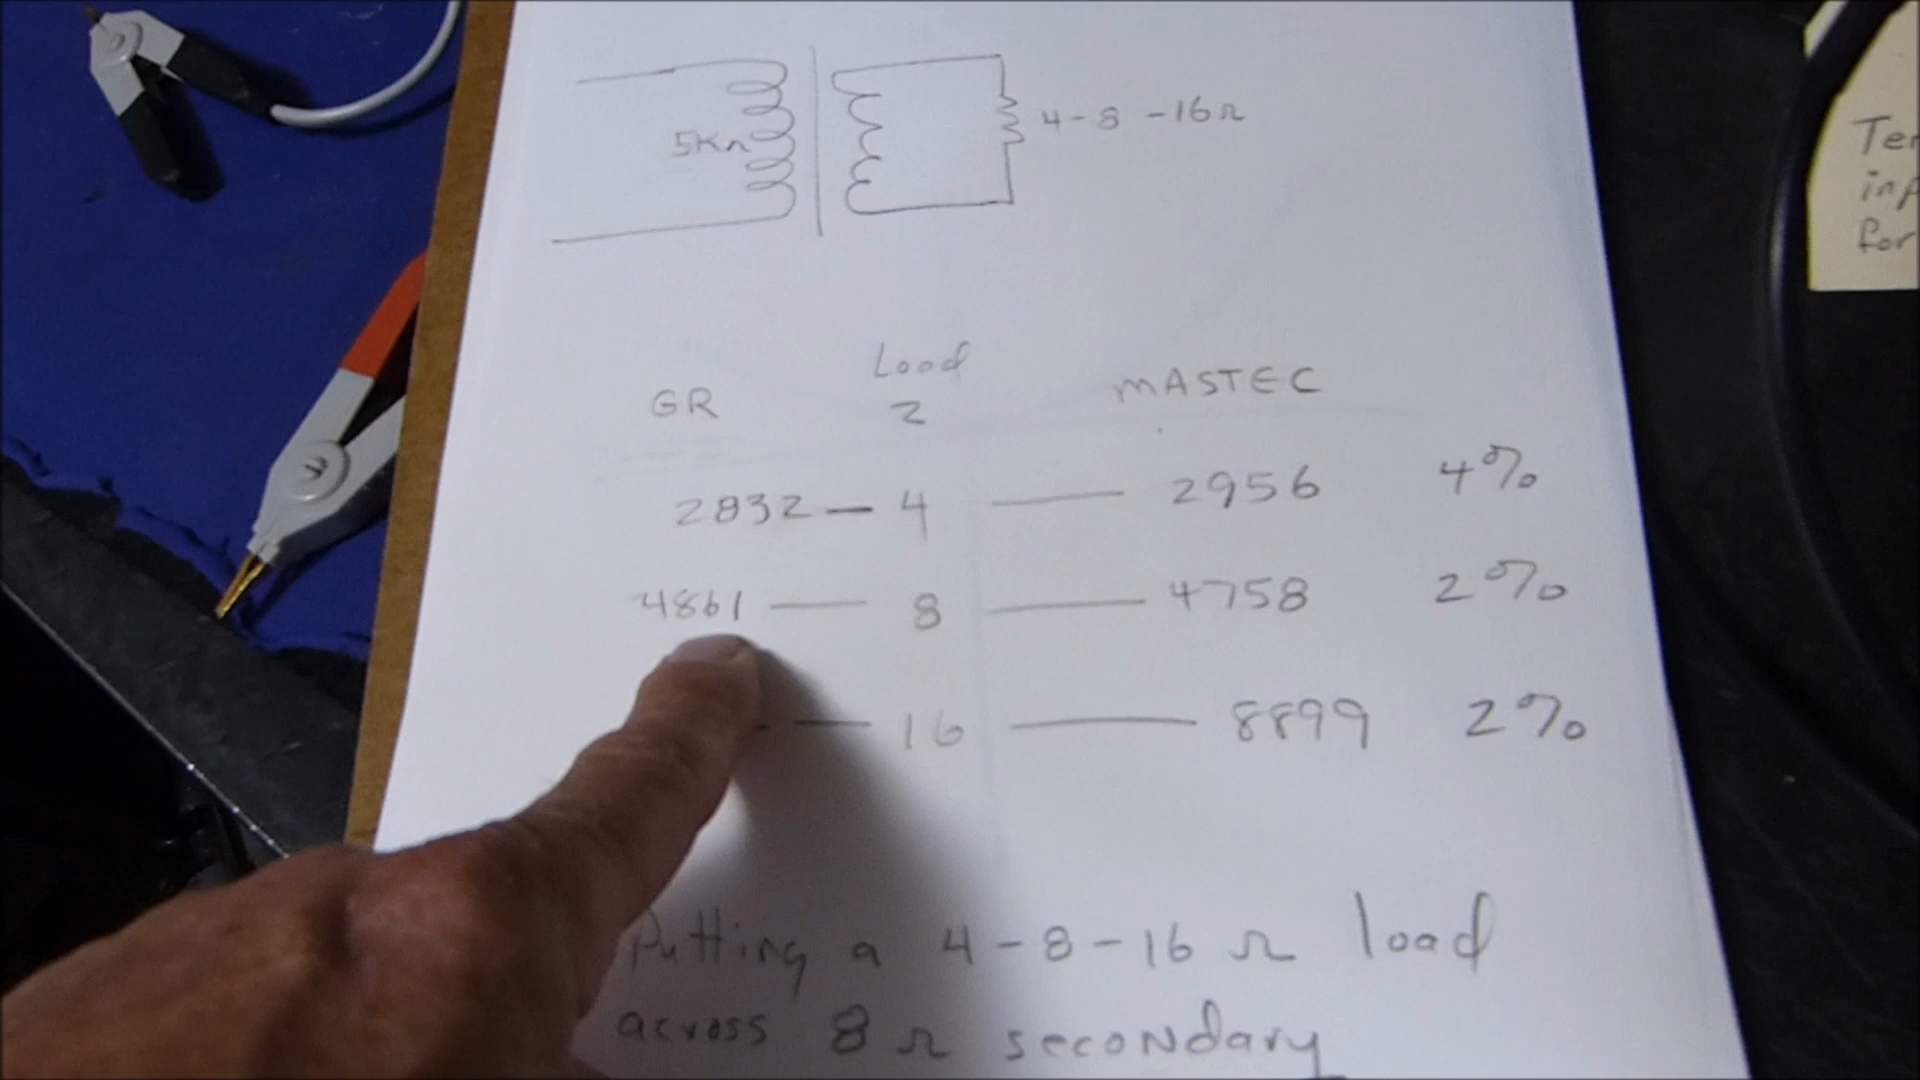 5KΩ
4-8-16Ω
Load
GR Z MASTEC
2832 — 4 — 2956 4%
4861 — 8 — 4758 2%
— 16 — 8899 2%
Putting a 4-8-16 Ω load
across 8 Ω secondary
for